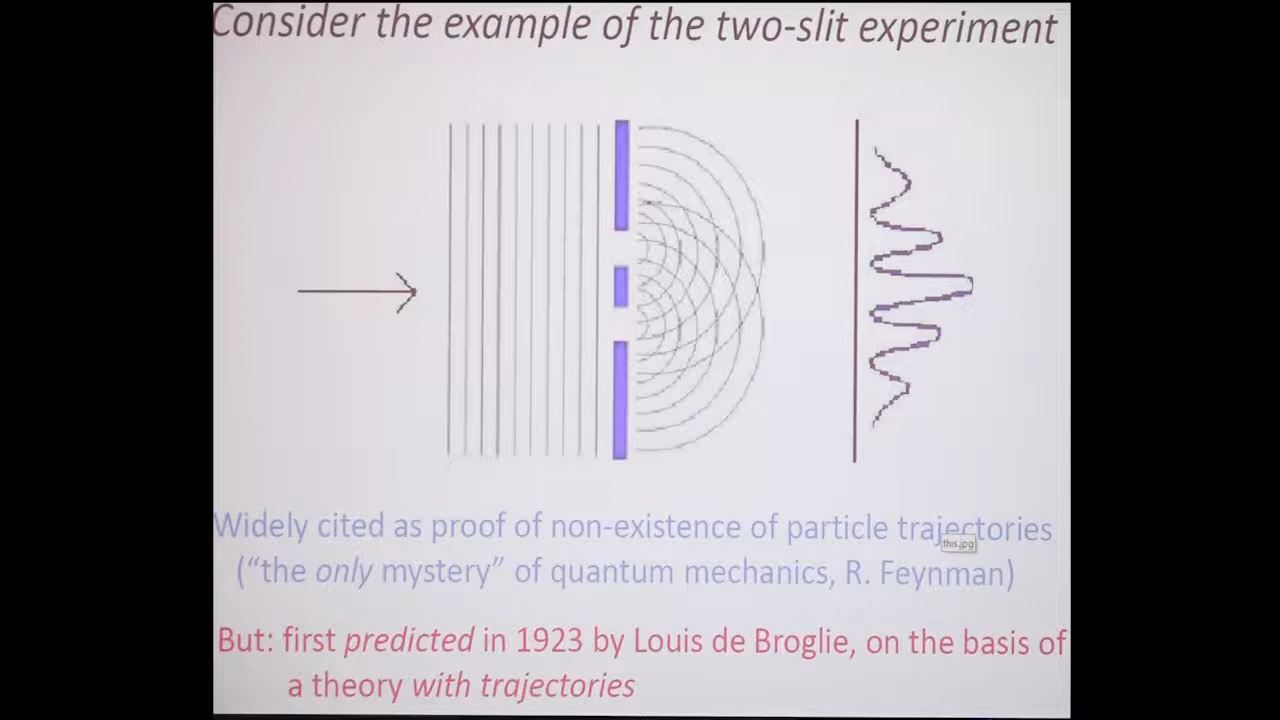 Consider the example of the two-slit experiment
Widely cited as proof of non-existence of particle trajectories
this.jpg
("the only mystery" of quantum mechanics, R. Feynman)
But: first predicted in 1923 by Louis de Broglie, on the basis of
a theory with trajectories